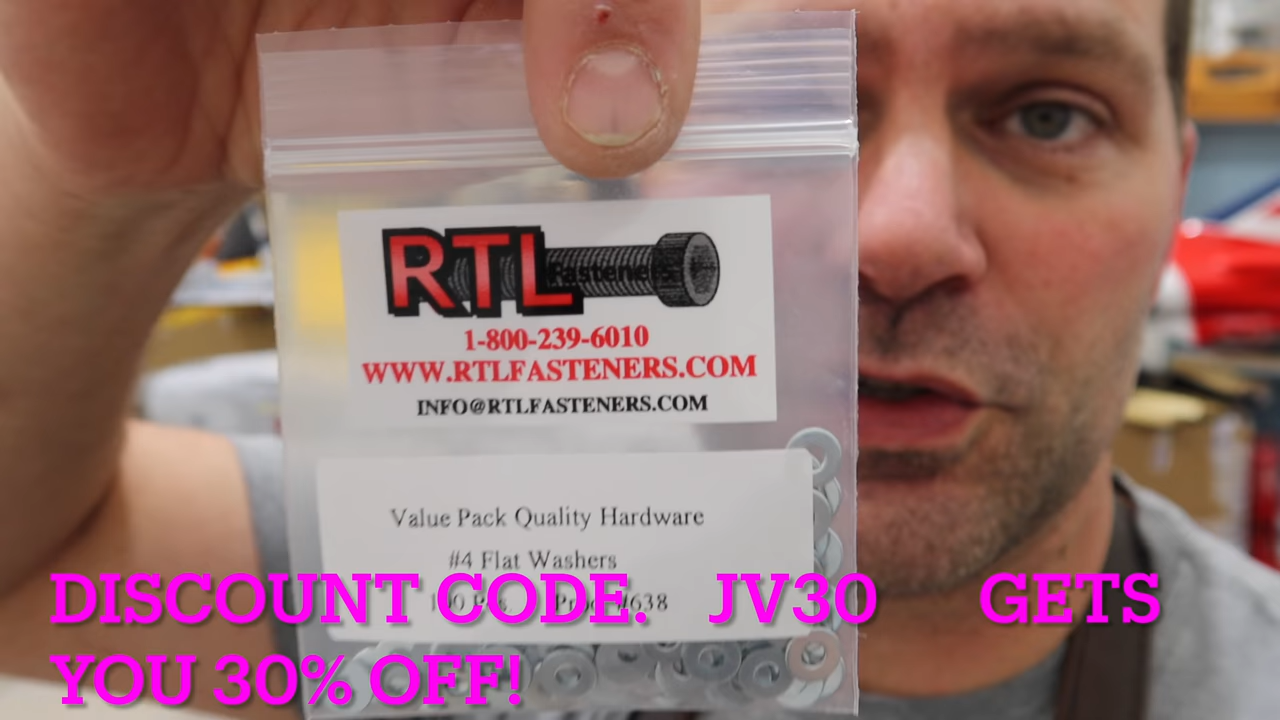 RTL
Fasteners
1-800-239-6010
WWW.RTLFASTENERS.COM
INFO@RTLFASTENERS.COM
Value Pack Quality Hardware
#4 Flat Washers
#638
DISCOUNT CODE. JV30 GETS
YOU 30% OFF!